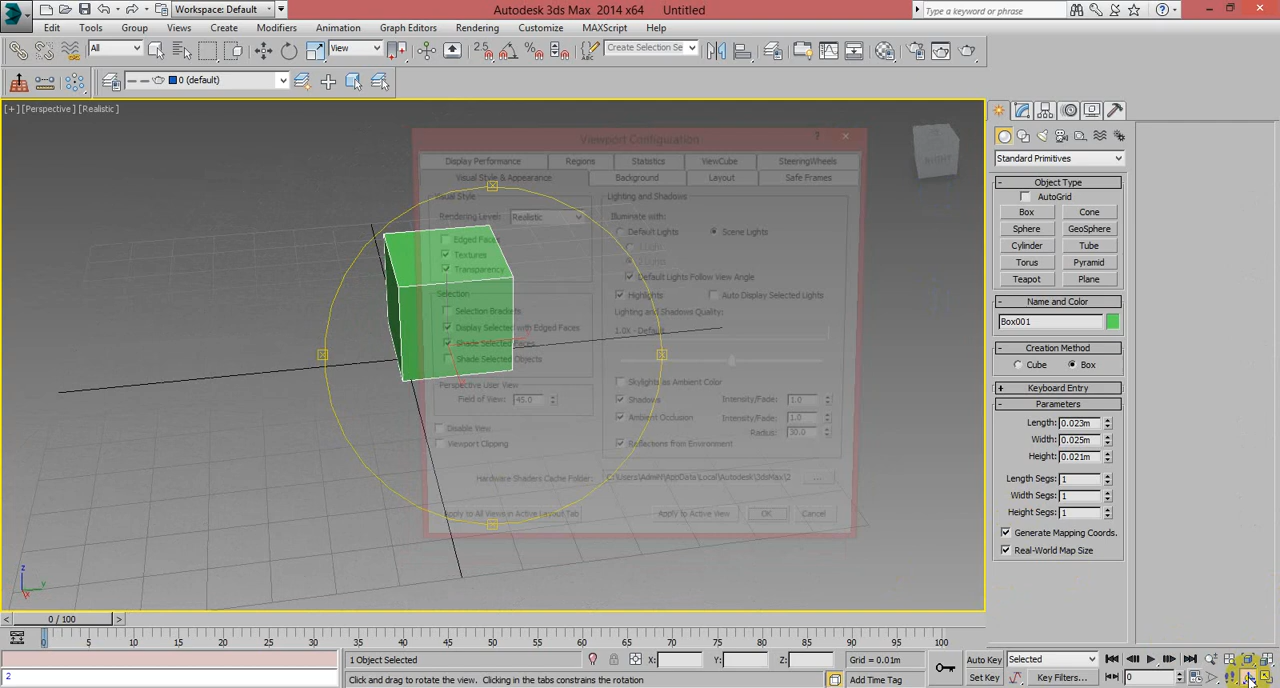 Workspace: Default
Autodesk 3ds Max 2014 x64
Untitled
Type a keyword or phrase
Edit Tools Group Views Create Modifiers Animation Graph Editors Rendering Customize MAXScript Help
All
View
2.5
Create Selection Se
0 (default)
[+] [Perspective] [Realistic]
Viewport Configuration
Display Performance Regions Statistics ViewCube SteeringWheels
Visual Style & Appearance Background Layout Safe Frames
Visual Style
Lighting and Shadows
Rendering Level: Realistic
Illuminate with:
Default Lights
Scene Lights
Edged Faces
Textures
Transparency
Default Lights Follow View Angle
Highlights
Auto Display Selected Lights
Selection
Selection Brackets
Display Selected with Edged Faces
Shade Selected Faces
Shade Selected Objects
Lighting and Shadows Quality:
1.0x - Default
Perspective User View
Field of View: 45.0
Skylights as Ambient Color
Shadows Intensity/Fade: 1.0
Ambient Occlusion Intensity/Fade: 1.0
Radius: 30.0
Reflections from Environment
Disable View
Viewport Clipping
Hardware Shaders Cache Folder:
Apply to All Views in Active Layout Tab
Apply to Active View
OK
Cancel
z
y
Standard Primitives
Object Type
AutoGrid
Box Cone
Sphere GeoSphere
Cylinder Tube
Torus Pyramid
Teapot Plane
Name and Color
Box001
Creation Method
Cube Box
Keyboard Entry
Parameters
Length: 0.023m
Width: 0.025m
Height: 0.021m
Length Segs: 1
Width Segs: 1
Height Segs: 1
Generate Mapping Coords.
Real-World Map Size
0 / 100
0 5 10 15 20 25 30 35 40 45 50 55 60 65 70 75 80 85 90 95 100
1 Object Selected
X: Y: Z:
Grid = 0.01m
Auto Key
Selected
2
Click and drag to rotate the view. Clicking in the tabs constrains the rotation
Add Time Tag
Set Key
Key Filters...
0